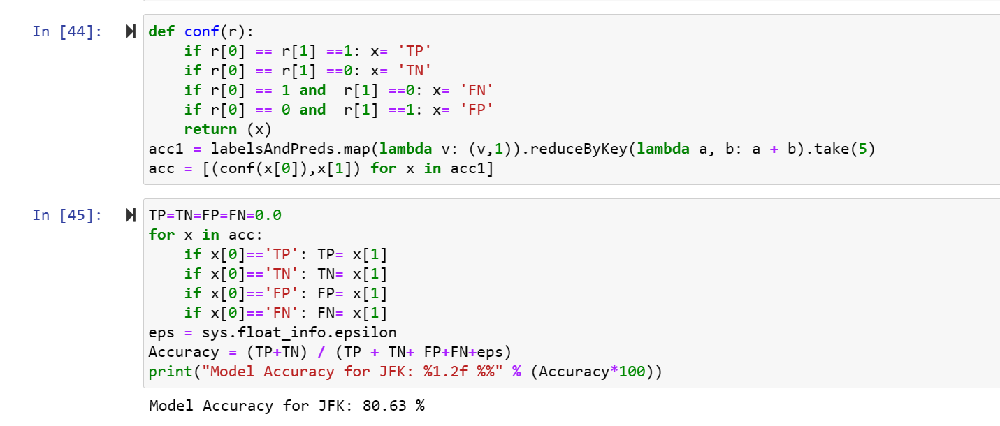 In [44]:
def conf(r):
    if r[0] == r[1] ==1: x= 'TP'
    if r[0] == r[1] ==0: x= 'TN'
    if r[0] == 1 and  r[1] ==0: x= 'FN'
    if r[0] == 0 and  r[1] ==1: x= 'FP'
    return (x)
acc1 = labelsAndPreds.map(lambda v: (v,1)).reduceByKey(lambda a, b: a + b).take(5)
acc = [(conf(x[0]),x[1]) for x in acc1]
In [45]:
TP=TN=FP=FN=0.0
for x in acc:
    if x[0]=='TP': TP= x[1]
    if x[0]=='TN': TN= x[1]
    if x[0]=='FP': FP= x[1]
    if x[0]=='FN': FN= x[1]
eps = sys.float_info.epsilon
Accuracy = (TP+TN) / (TP + TN+ FP+FN+eps)
print("Model Accuracy for JFK: %1.2f %%" % (Accuracy*100))
Model Accuracy for JFK: 80.63 %